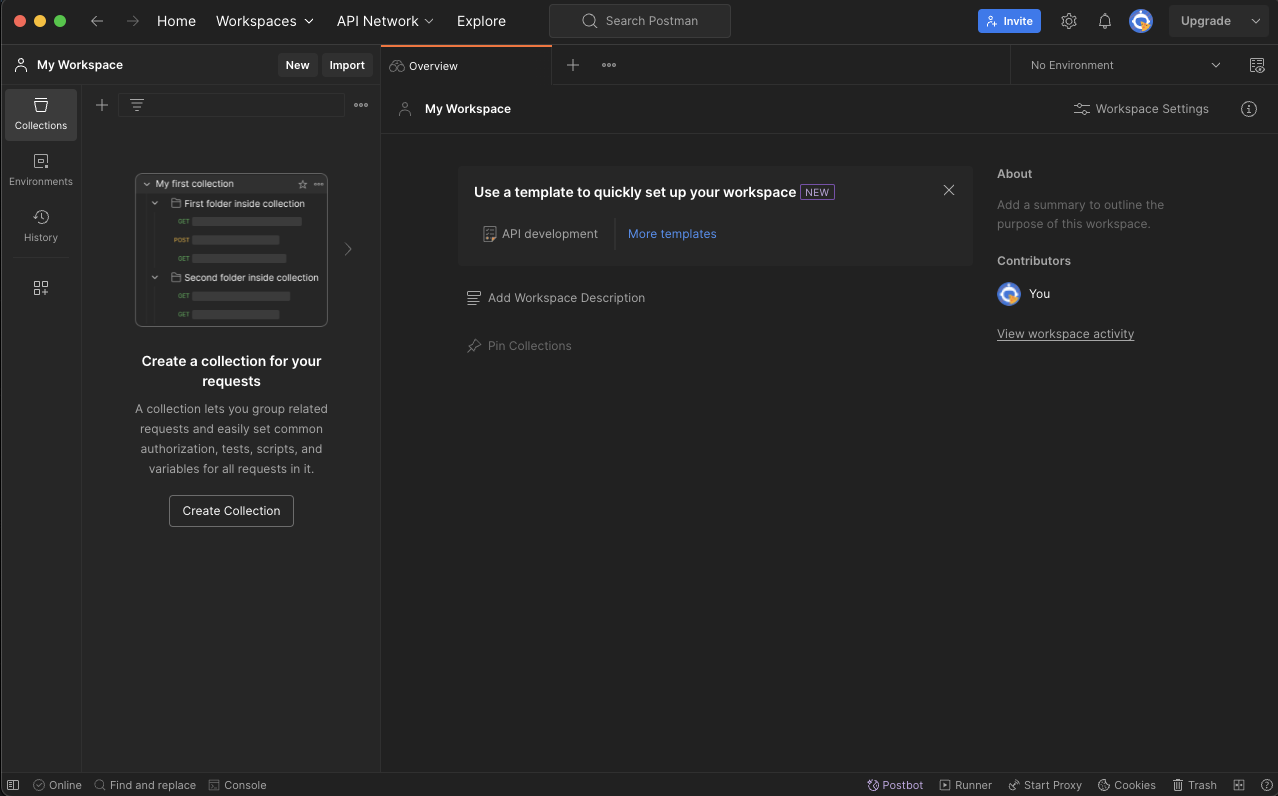 Home Workspaces API Network Explore Search Postman Invite Upgrade
My Workspace New Import Overview No Environment
Collections
Environments
History
My first collection
First folder inside collection
GET
POST
GET
Second folder inside collection
GET
GET
Create a collection for your
requests
A collection lets you group related
requests and easily set common
authorization, tests, scripts, and
variables for all requests in it.
Create Collection
My Workspace Workspace Settings
Use a template to quickly set up your workspace NEW
API development More templates
Add Workspace Description
Pin Collections
About
Add a summary to outline the
purpose of this workspace.
Contributors
You
View workspace activity
Online Find and replace Console Postbot Runner Start Proxy Cookies Trash